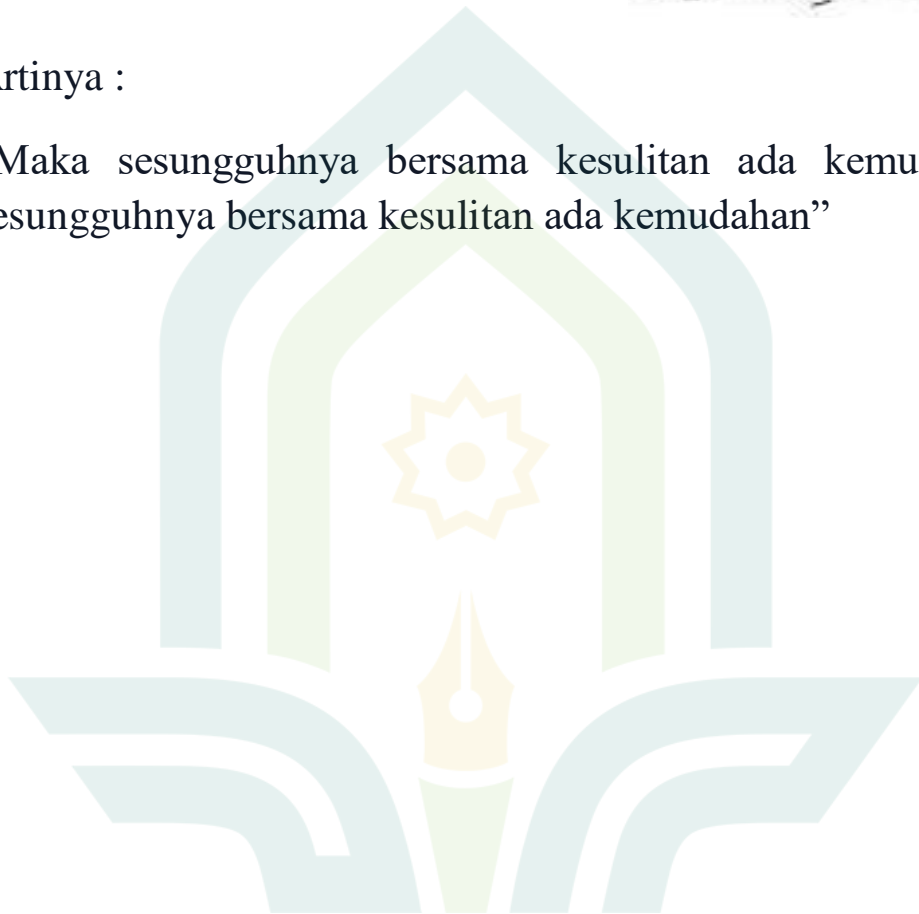 rtinya :
Maka sesungguhnya bersama kesulitan ada kemu
esungguhnya bersama kesulitan ada kemudahan”